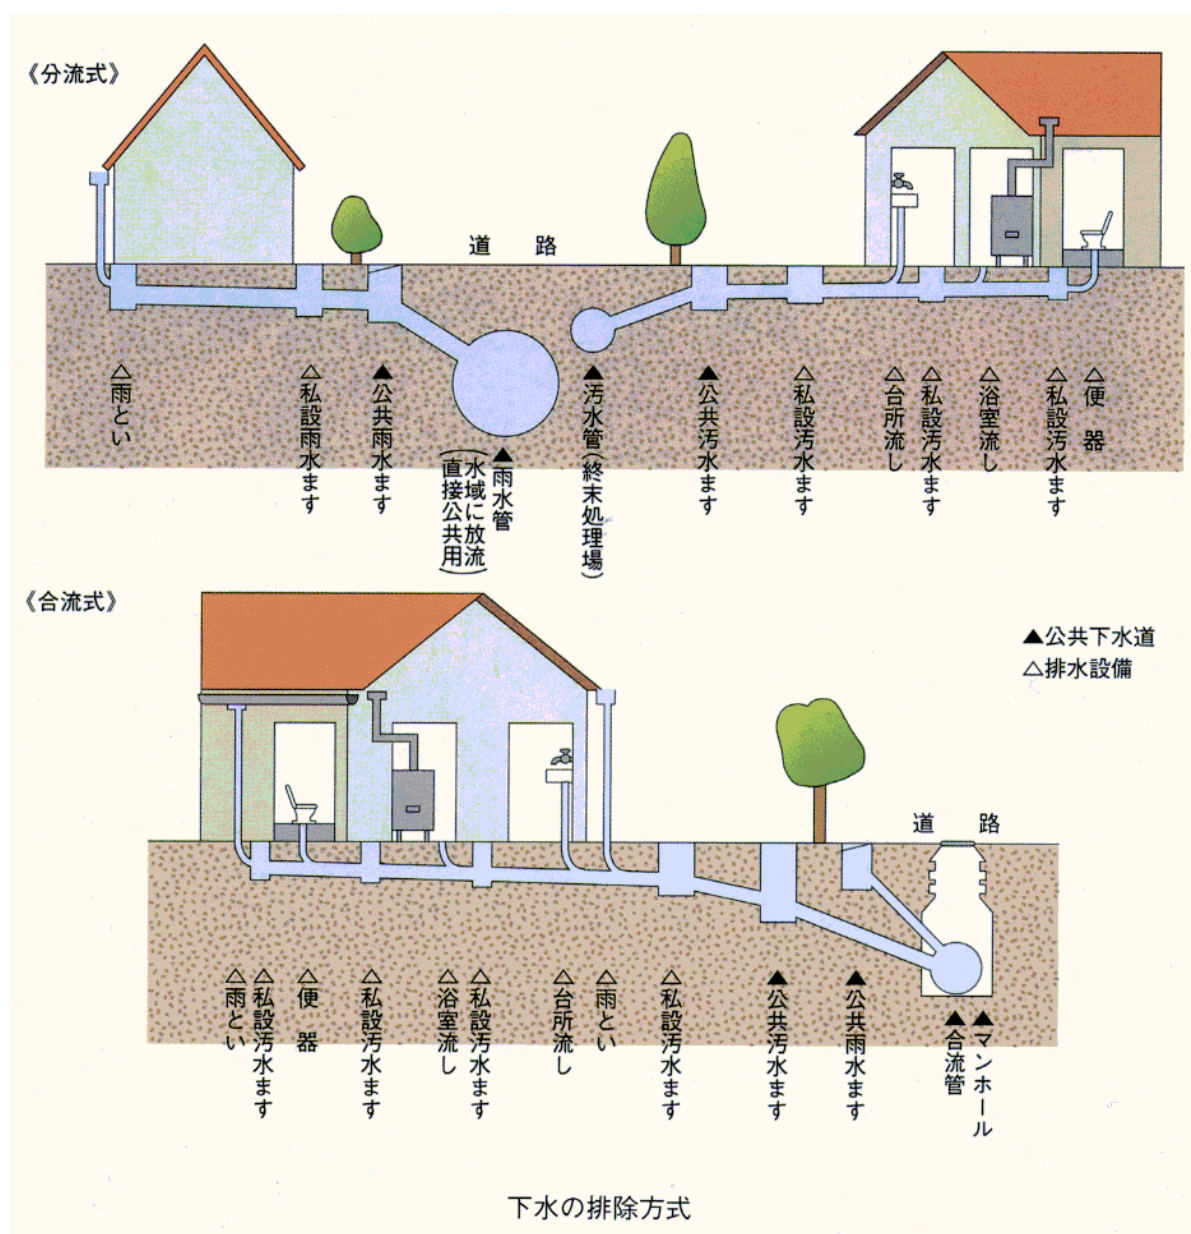 《分流式》
道 路
△雨とい
△私設雨水ます
▲公共雨水ます
▲雨水管
(直接公共用
水域に放流)
▲汚水管(終末処理場)
▲公共汚水ます
△私設汚水ます
△台所流し
△私設汚水ます
△浴室流し
△私設汚水ます
△便 器
《合流式》
▲公共下水道
△排水設備
道 路
△雨とい
△私設汚水ます
△便 器
△私設汚水ます
△浴室流し
△私設汚水ます
△台所流し
△雨とい
△私設汚水ます
▲公共汚水ます
▲公共雨水ます
▲合流管
▲マンホール
下水の排除方式